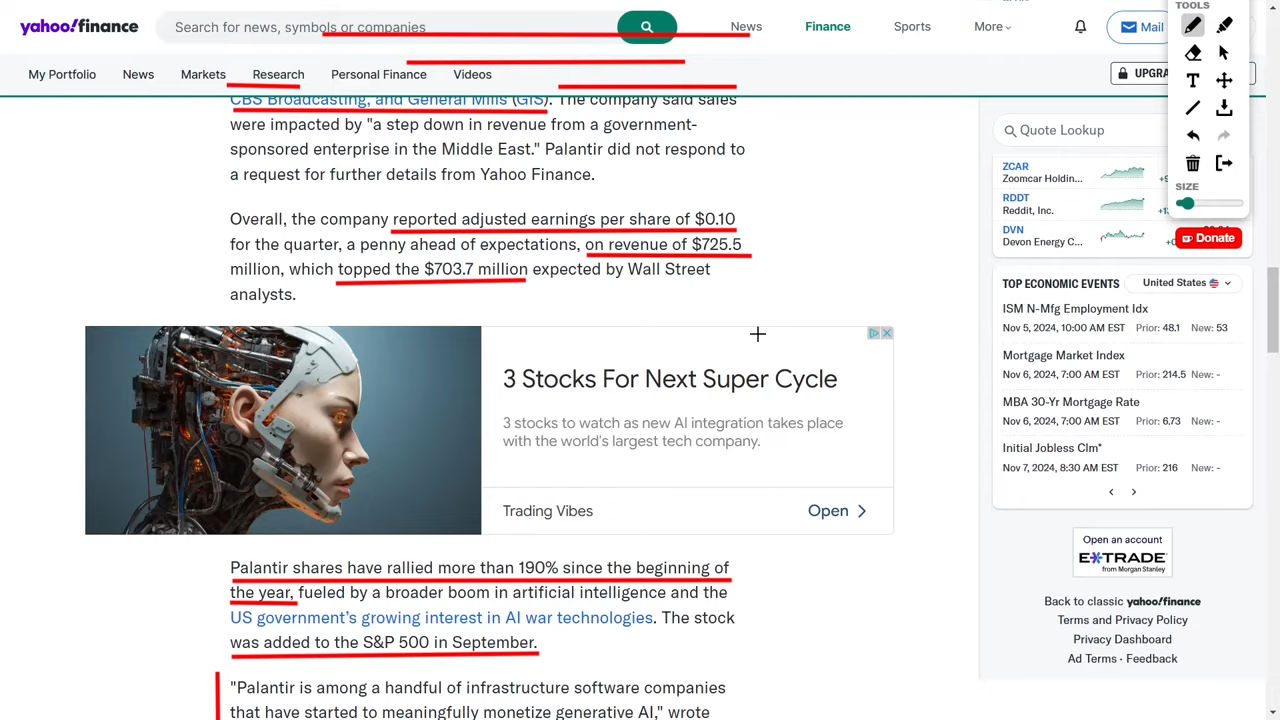 yahoo!finance
Search for news, symbols or companies
News
Finance
Sports
More
Mail
TOOLS
My Portfolio
News
Markets
Research
Personal Finance
Videos
UPGRA
CBS Broadcasting, and General Mills (GIS). The company said sales
were impacted by "a step down in revenue from a government-
sponsored enterprise in the Middle East." Palantir did not respond to
a request for further details from Yahoo Finance.
Overall, the company reported adjusted earnings per share of $0.10
for the quarter, a penny ahead of expectations, on revenue of $725.5
million, which topped the $703.7 million expected by Wall Street
analysts.
3 Stocks For Next Super Cycle
3 stocks to watch as new AI integration takes place
with the world's largest tech company.
Trading Vibes
Open
Palantir shares have rallied more than 190% since the beginning of
the year, fueled by a broader boom in artificial intelligence and the
US government's growing interest in AI war technologies. The stock
was added to the S&P 500 in September.
"Palantir is among a handful of infrastructure software companies
that have started to meaningfully monetize generative AI," wrote
SIZE
Donate
Quote Lookup
ZCAR
Zoomcar Holdin...
RDDT
Reddit, Inc.
DVN
Devon Energy C...
TOP ECONOMIC EVENTS
United States
ISM N-Mfg Employment Idx
Nov 5, 2024, 10:00 AM EST Prior: 48.1 New: 53
Mortgage Market Index
Nov 6, 2024, 7:00 AM EST Prior: 214.5 New: -
MBA 30-Yr Mortgage Rate
Nov 6, 2024, 7:00 AM EST Prior: 6.73 New: -
Initial Jobless Clm*
Nov 7, 2024, 8:30 AM EST Prior: 216 New: -
Open an account
E*TRADE
from Morgan Stanley
Back to classic yahoo!finance
Terms and Privacy Policy
Privacy Dashboard
Ad Terms · Feedback